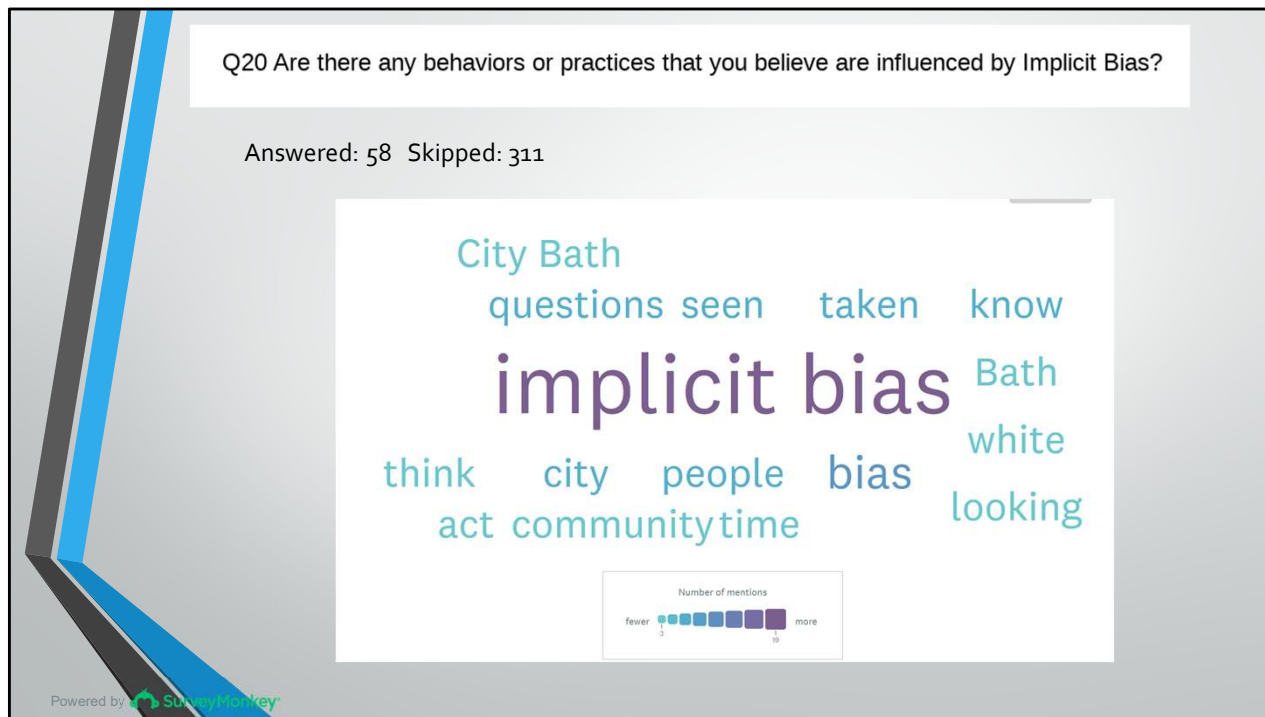 Q20 Are there any behaviors or practices that you believe are influenced by Implicit Bias?
Answered: 58 Skipped: 311
City Bath
questions seen taken know
implicit bias Bath
white
think city people bias
looking
act community time
Number of mentions
fewer more
3 19
Powered by SurveyMonkey